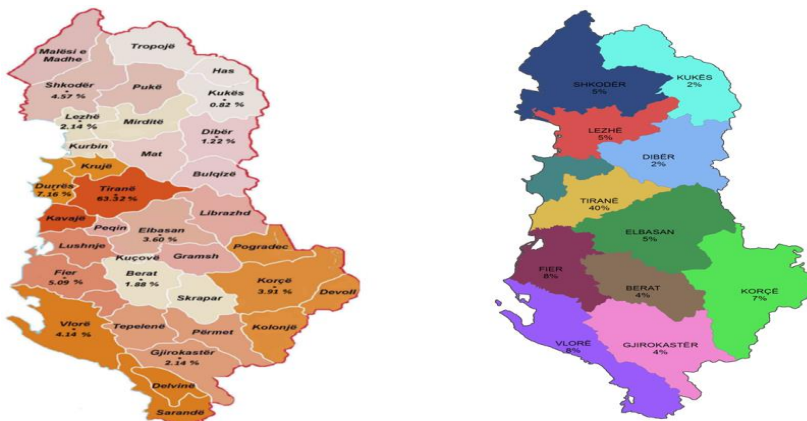 Tropojë
Malësi e
Madhe
Has
Shkodër
4.57 %
Pukë
Kukës
0.82 %
Lezhë
2.14 %
Mirditë
Dibër
1.22 %
Kurbin
Mat
Krujë
Bulqizë
Durrës
7.16 %
Tiranë
63.32 %
Librazhd
Kavajë
Peqin
Elbasan
3.60 %
Pogradec
Lushnje
Gramsh
Kuçovë
Fier
5.09 %
Berat
1.88 %
Korçë
3.91 %
Devoll
Skrapar
Vlorë
4.14 %
Tepelenë
Përmet
Kolonjë
Gjirokastër
2.14 %
Delvinë
Sarandë
SHKODËR
5%
KUKËS
2%
LEZHË
5%
DIBËR
2%
TIRANË
40%
ELBASAN
5%
FIER
8%
BERAT
4%
KORÇË
7%
VLORË
8%
GJIROKASTËR
4%